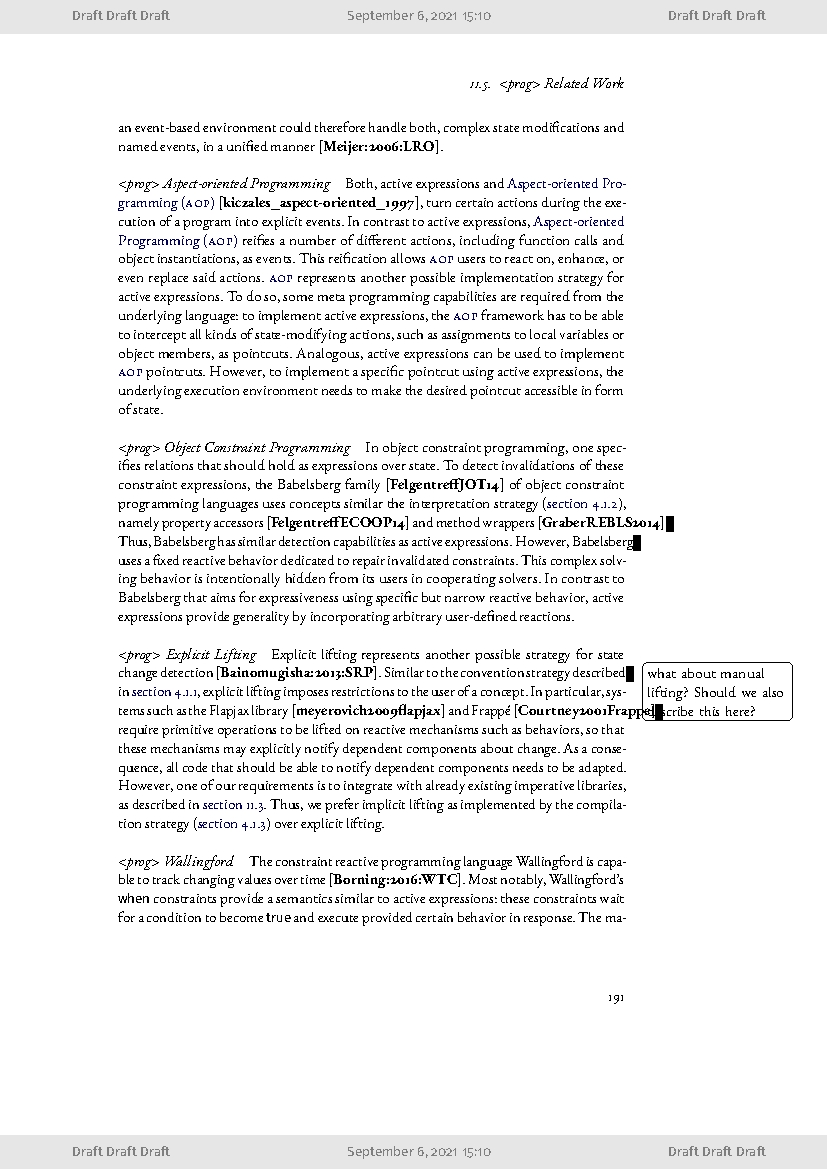 Draft Draft Draft September 6, 2021 15:10 Draft Draft Draft
11.5. <prog> Related Work
an event-based environment could therefore handle both, complex state modifications and
named events, in a unified manner [Meijer:2006:LRO].
<prog> Aspect-oriented Programming Both, active expressions and Aspect-oriented Pro-
gramming (AOP) [kiczales_aspect-oriented_1997], turn certain actions during the exe-
cution of a program into explicit events. In contrast to active expressions, Aspect-oriented
Programming (AOP) reifies a number of different actions, including function calls and
object instantiations, as events. This reification allows AOP users to react on, enhance, or
even replace said actions. AOP represents another possible implementation strategy for
active expressions. To do so, some meta programming capabilities are required from the
underlying language: to implement active expressions, the AOP framework has to be able
to intercept all kinds of state-modifying actions, such as assignments to local variables or
object members, as pointcuts. Analogous, active expressions can be used to implement
AOP pointcuts. However, to implement a specific pointcut using active expressions, the
underlying execution environment needs to make the desired pointcut accessible in form
of state.
<prog> Object Constraint Programming In object constraint programming, one spec-
ifies relations that should hold as expressions over state. To detect invalidations of these
constraint expressions, the Babelsberg family [FelgentreffJOT14] of object constraint
programming languages uses concepts similar the interpretation strategy (section 4.1.2),
namely property accessors [FelgentreffECOOP14] and method wrappers [GraberREBLS2014]
Thus, Babelsberg has similar detection capabilities as active expressions. However, Babelsberg
uses a fixed reactive behavior dedicated to repair invalidated constraints. This complex solv-
ing behavior is intentionally hidden from its users in cooperating solvers. In contrast to
Babelsberg that aims for expressiveness using specific but narrow reactive behavior, active
expressions provide generality by incorporating arbitrary user-defined reactions.
<prog> Explicit Lifting Explicit lifting represents another possible strategy for state
change detection [Bainomugisha:2013:SRP]. Similar to the convention strategy described
in section 4.1.1, explicit lifting imposes restrictions to the user of a concept. In particular, sys-
tems such as the Flapjax library [meyerovich2009flapjax] and Frappé [Courtney2001Frappe]
require primitive operations to be lifted on reactive mechanisms such as behaviors, so that
these mechanisms may explicitly notify dependent components about change. As a conse-
quence, all code that should be able to notify dependent components needs to be adapted.
However, one of our requirements is to integrate with already existing imperative libraries,
as described in section 11.3. Thus, we prefer implicit lifting as implemented by the compila-
tion strategy (section 4.1.3) over explicit lifting.
what about manual
lifting? Should we also
scribe this here?
<prog> Wallingford The constraint reactive programming language Wallingford is capa-
ble to track changing values over time [Borning:2016:WTC]. Most notably, Wallingford's
when constraints provide a semantics similar to active expressions: these constraints wait
for a condition to become true and execute provided certain behavior in response. The ma-
191
Draft Draft Draft September 6, 2021 15:10 Draft Draft Draft